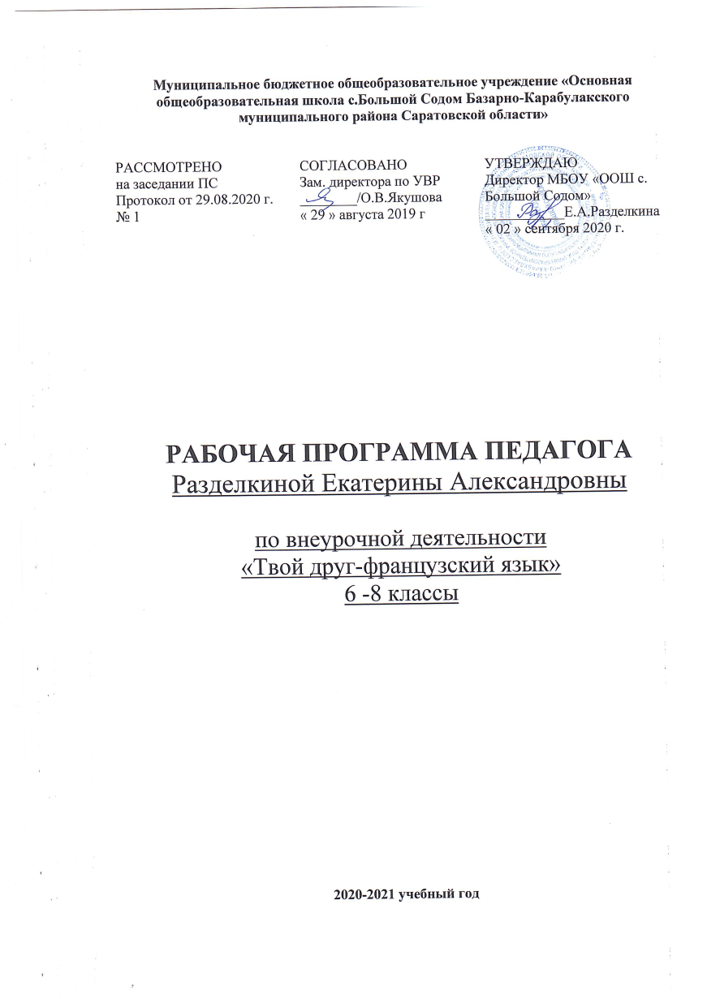 Муниципальное бюджетное общеобразовательное учреждение «Основная
общеобразовательная школа с.Большой Содом Базарно-Карабулакского
муниципального района Саратовской области»
РАССМОТРЕНО
на заседании ПС
Протокол от 29.08.2020 г.
№ 1
СОГЛАСОВАНО
Зам. директора по УВР
________/О.В.Якушова
« 29 » августа 2019 г
УТВЕРЖДАЮ
Директор МБОУ «ООШ с.
Большой Содом»
___________Е.А.Разделкина
« 02 » сентября 2020 г.
РАБОЧАЯ ПРОГРАММА ПЕДАГОГА
Разделкиной Екатерины Александровны
по внеурочной деятельности
«Твой друг-французский язык»
6 -8 классы
2020-2021 учебный год